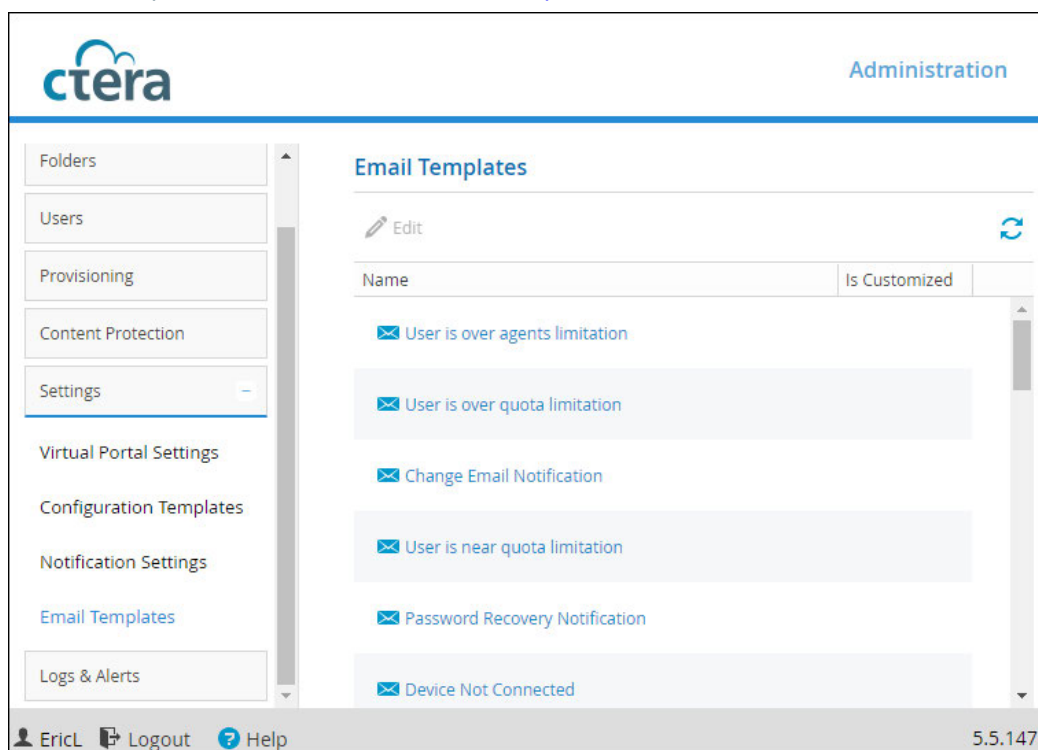 ctera
Administration
Folders
Users
Provisioning
Content Protection
Settings
Virtual Portal Settings
Configuration Templates
Notification Settings
Email Templates
Logs & Alerts
Email Templates
Edit
Name Is Customized
User is over agents limitation
User is over quota limitation
Change Email Notification
User is near quota limitation
Password Recovery Notification
Device Not Connected
EricL Logout ? Help 5.5.147